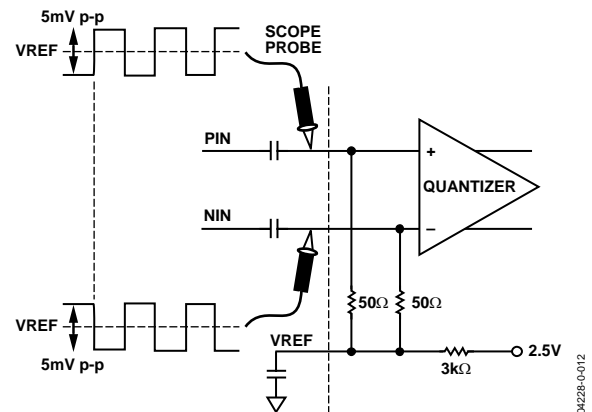 5mV p-p
VREF
SCOPE
PROBE
PIN
+
QUANTIZER
NIN
–
50Ω
50Ω
VREF
VREF
5mV p-p
2.5V
3kΩ
04228-0-012